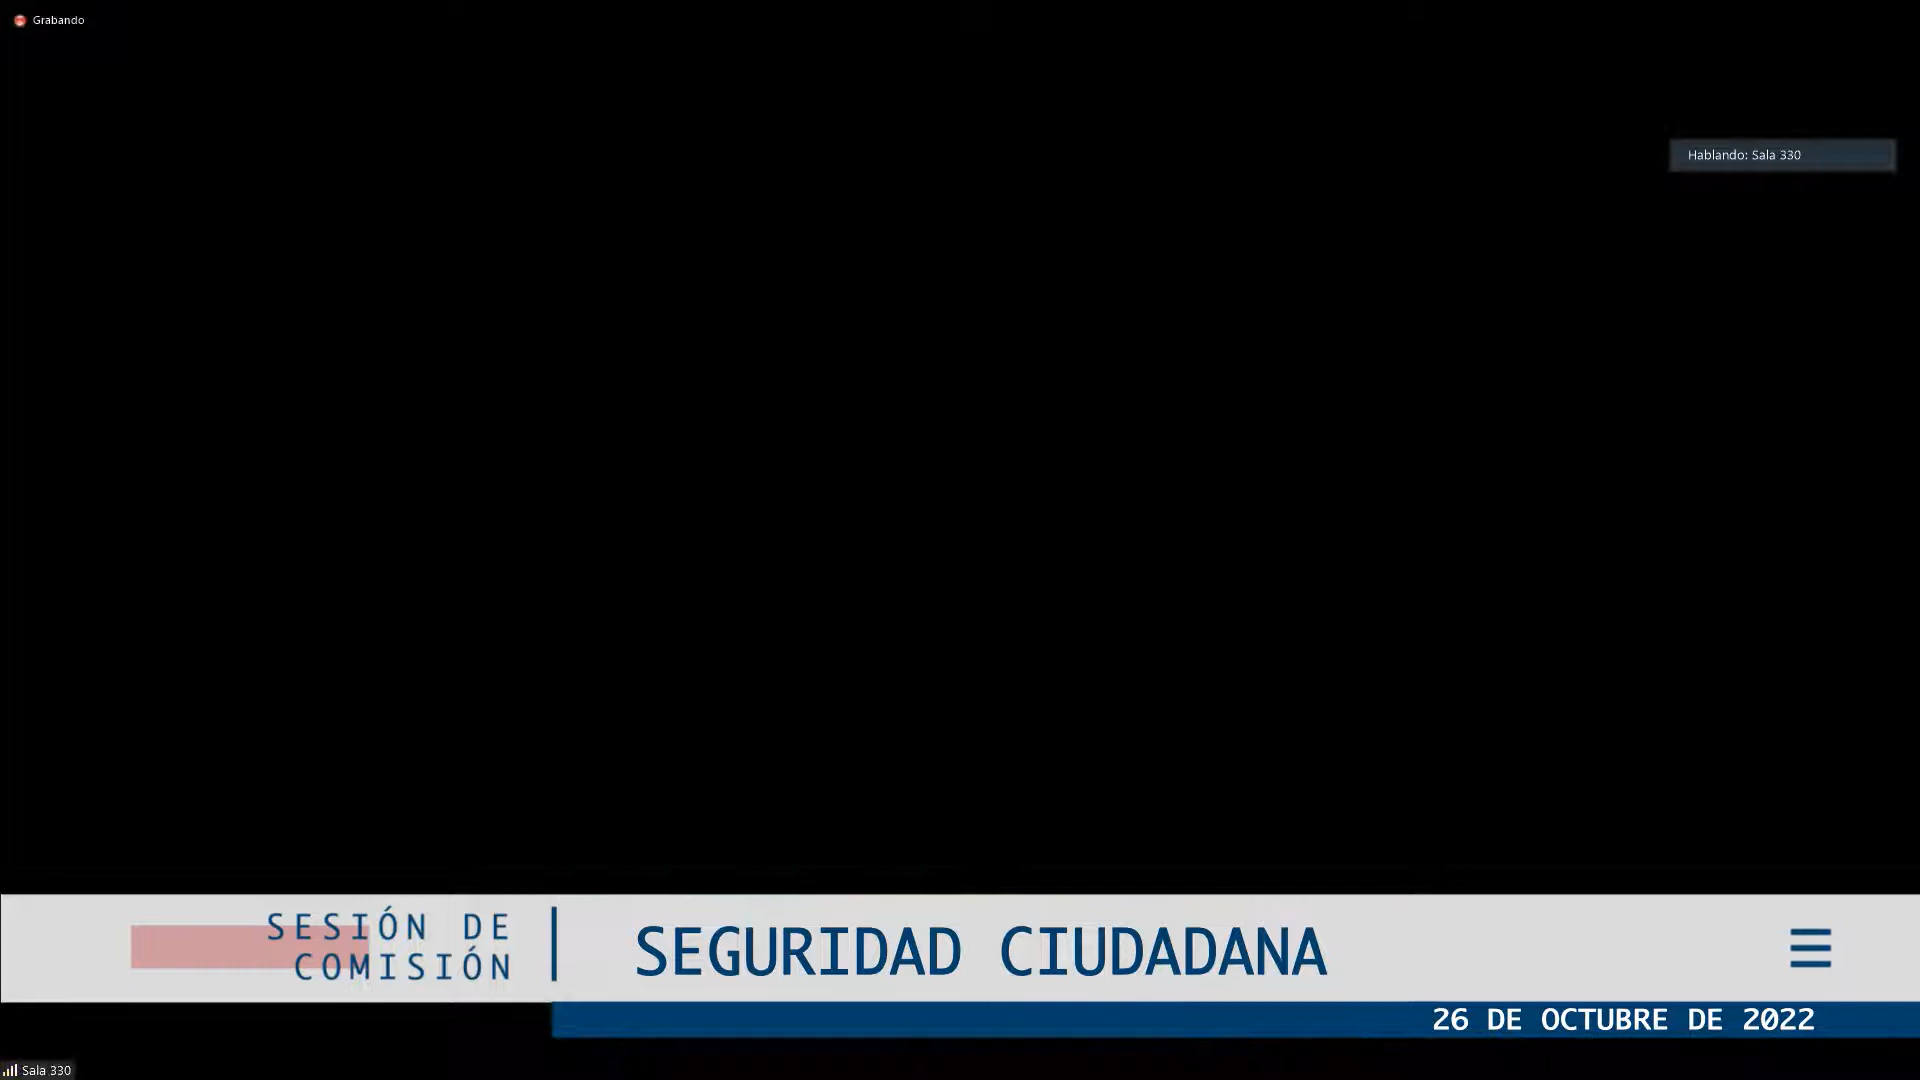 Grabando
Hablando: Sala 330
SESIÓN DE
COMISIÓN
SEGURIDAD CIUDADANA
26 DE OCTUBRE DE 2022
Sala 330